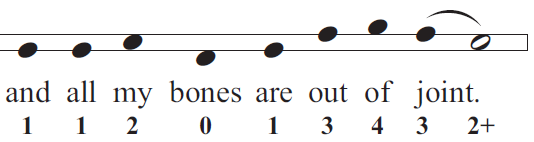 and all my bones are out of joint.
1 1 2 0 1 3 4 3 2+